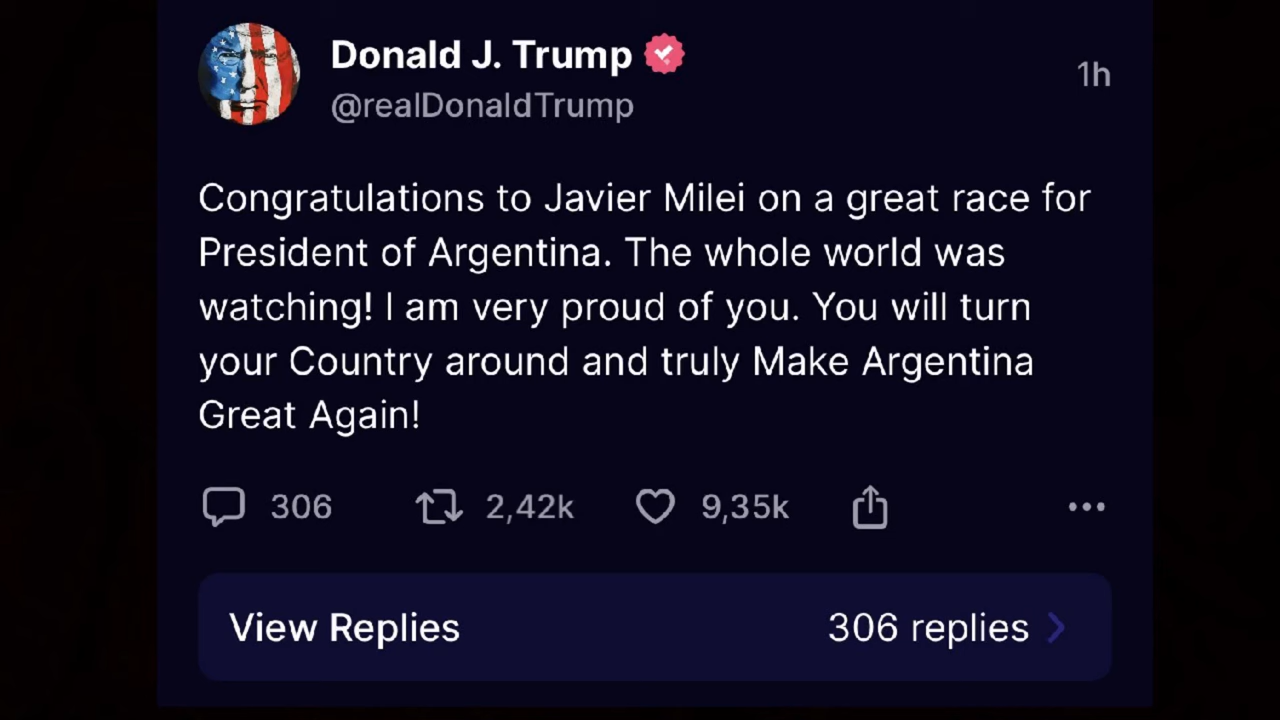 Donald J. Trump
@realDonaldTrump
1h
Congratulations to Javier Milei on a great race for
President of Argentina. The whole world was
watching! I am very proud of you. You will turn
your Country around and truly Make Argentina
Great Again!
306 2,42k 9,35k
View Replies 306 replies